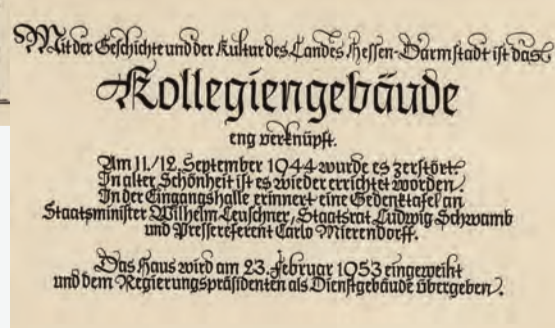 Mit der Geschichte und der Kultur des Landes Hessen-Darmstadt ist das
Kollegiengebäude
eng verknüpft.
Am 11./12. September 1944 wurde es zerstört.
In alter Schönheit ist es wieder errichtet worden.
In der Eingangshalle erinnert eine Gedenktafel an
Staatsminister Wilhelm Leuschner, Staatsrat Ludwig Schwamb
und Pressereferent Carlo Mierendorff.
Das Haus wird am 23. Februar 1953 eingeweiht
und dem Regierungspräsidenten als Dienstgebäude übergeben.